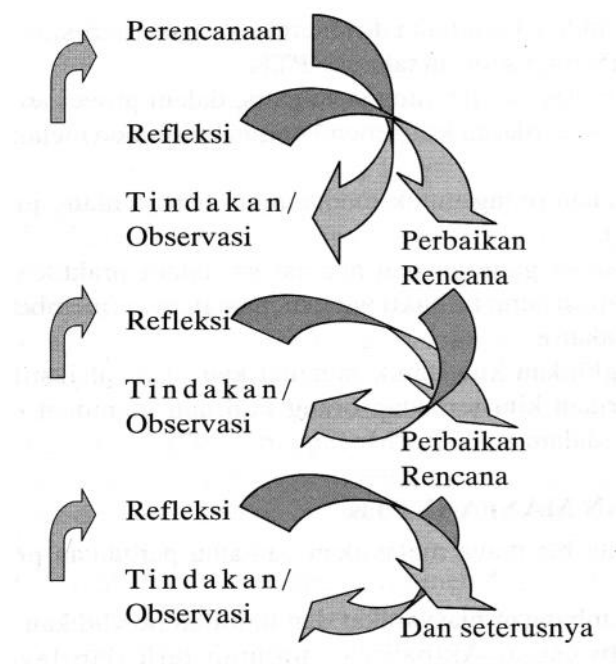 Perencanaan
Refleksi
Tindakan/
Observasi
Perbaikan
Rencana
Refleksi
Tindakan/
Observasi
Perbaikan
Rencana
Refleksi
Tindakan/
Observasi
Dan seterusnya